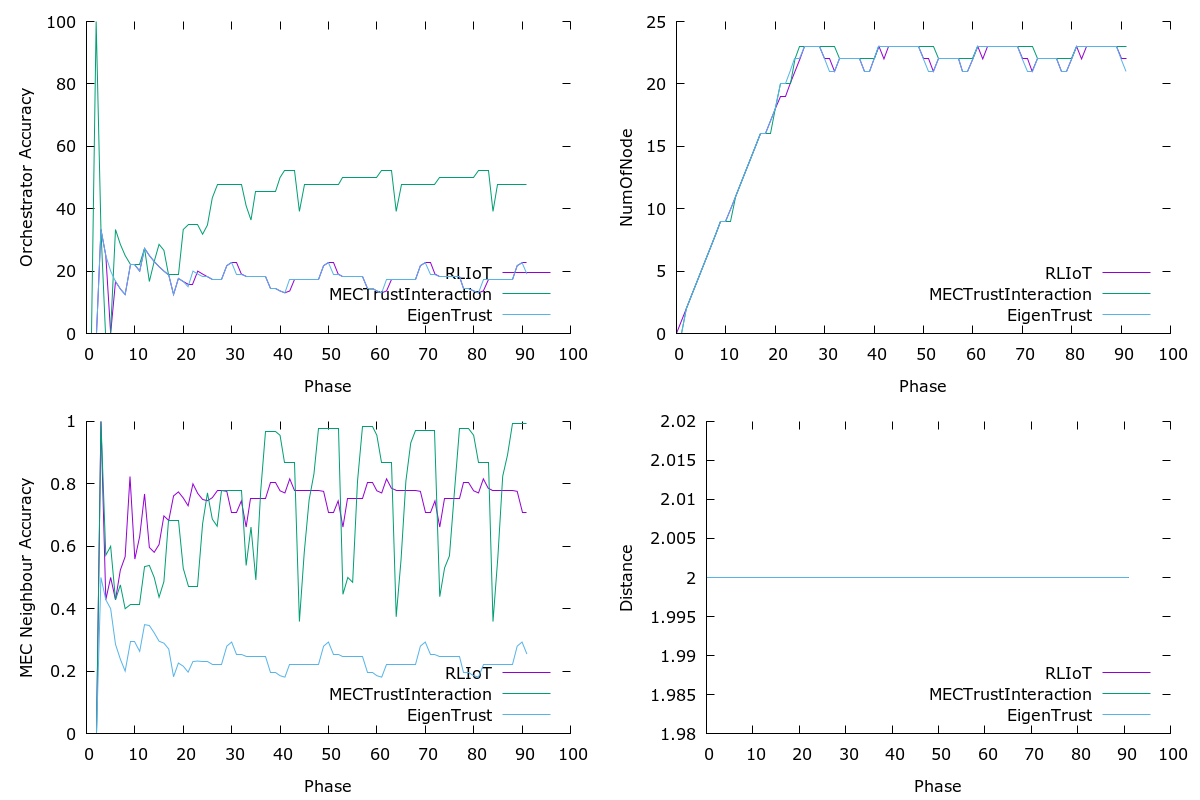 Orchestrator Accuracy
100
80
60
40
20
0
0 10 20 30 40 50 60 70 80 90 100
Phase
RLIoT
MECTrustInteraction
EigenTrust
NumOfNode
25
20
15
10
5
0
0 10 20 30 40 50 60 70 80 90 100
Phase
RLIoT
MECTrustInteraction
EigenTrust
MEC Neighbour Accuracy
1
0.8
0.6
0.4
0.2
0
0 10 20 30 40 50 60 70 80 90 100
Phase
RLIoT
MECTrustInteraction
EigenTrust
Distance
2.02
2.015
2.01
2.005
2
1.995
1.99
1.985
1.98
0 10 20 30 40 50 60 70 80 90 100
Phase
RLIoT
MECTrustInteraction
EigenTrust